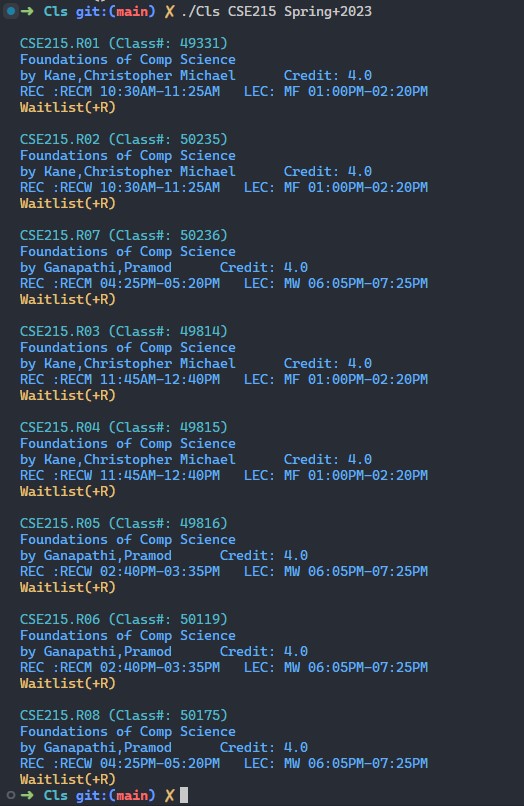 ➜ Cls git:(main) ✗ ./Cls CSE215 Spring+2023
CSE215.R01 (Class#: 49331)
Foundations of Comp Science
by Kane,Christopher Michael      Credit: 4.0
REC :RECM 10:30AM-11:25AM   LEC: MF 01:00PM-02:20PM
Waitlist(+R)
CSE215.R02 (Class#: 50235)
Foundations of Comp Science
by Kane,Christopher Michael      Credit: 4.0
REC :RECW 10:30AM-11:25AM   LEC: MF 01:00PM-02:20PM
Waitlist(+R)
CSE215.R07 (Class#: 50236)
Foundations of Comp Science
by Ganapathi,Pramod      Credit: 4.0
REC :RECM 04:25PM-05:20PM   LEC: MW 06:05PM-07:25PM
Waitlist(+R)
CSE215.R03 (Class#: 49814)
Foundations of Comp Science
by Kane,Christopher Michael      Credit: 4.0
REC :RECM 11:45AM-12:40PM   LEC: MF 01:00PM-02:20PM
Waitlist(+R)
CSE215.R04 (Class#: 49815)
Foundations of Comp Science
by Kane,Christopher Michael      Credit: 4.0
REC :RECW 11:45AM-12:40PM   LEC: MF 01:00PM-02:20PM
Waitlist(+R)
CSE215.R05 (Class#: 49816)
Foundations of Comp Science
by Ganapathi,Pramod      Credit: 4.0
REC :RECW 02:40PM-03:35PM   LEC: MW 06:05PM-07:25PM
Waitlist(+R)
CSE215.R06 (Class#: 50119)
Foundations of Comp Science
by Ganapathi,Pramod      Credit: 4.0
REC :RECM 02:40PM-03:35PM   LEC: MW 06:05PM-07:25PM
Waitlist(+R)
CSE215.R08 (Class#: 50175)
Foundations of Comp Science
by Ganapathi,Pramod      Credit: 4.0
REC :RECW 04:25PM-05:20PM   LEC: MW 06:05PM-07:25PM
Waitlist(+R)
➜ Cls git:(main) ✗